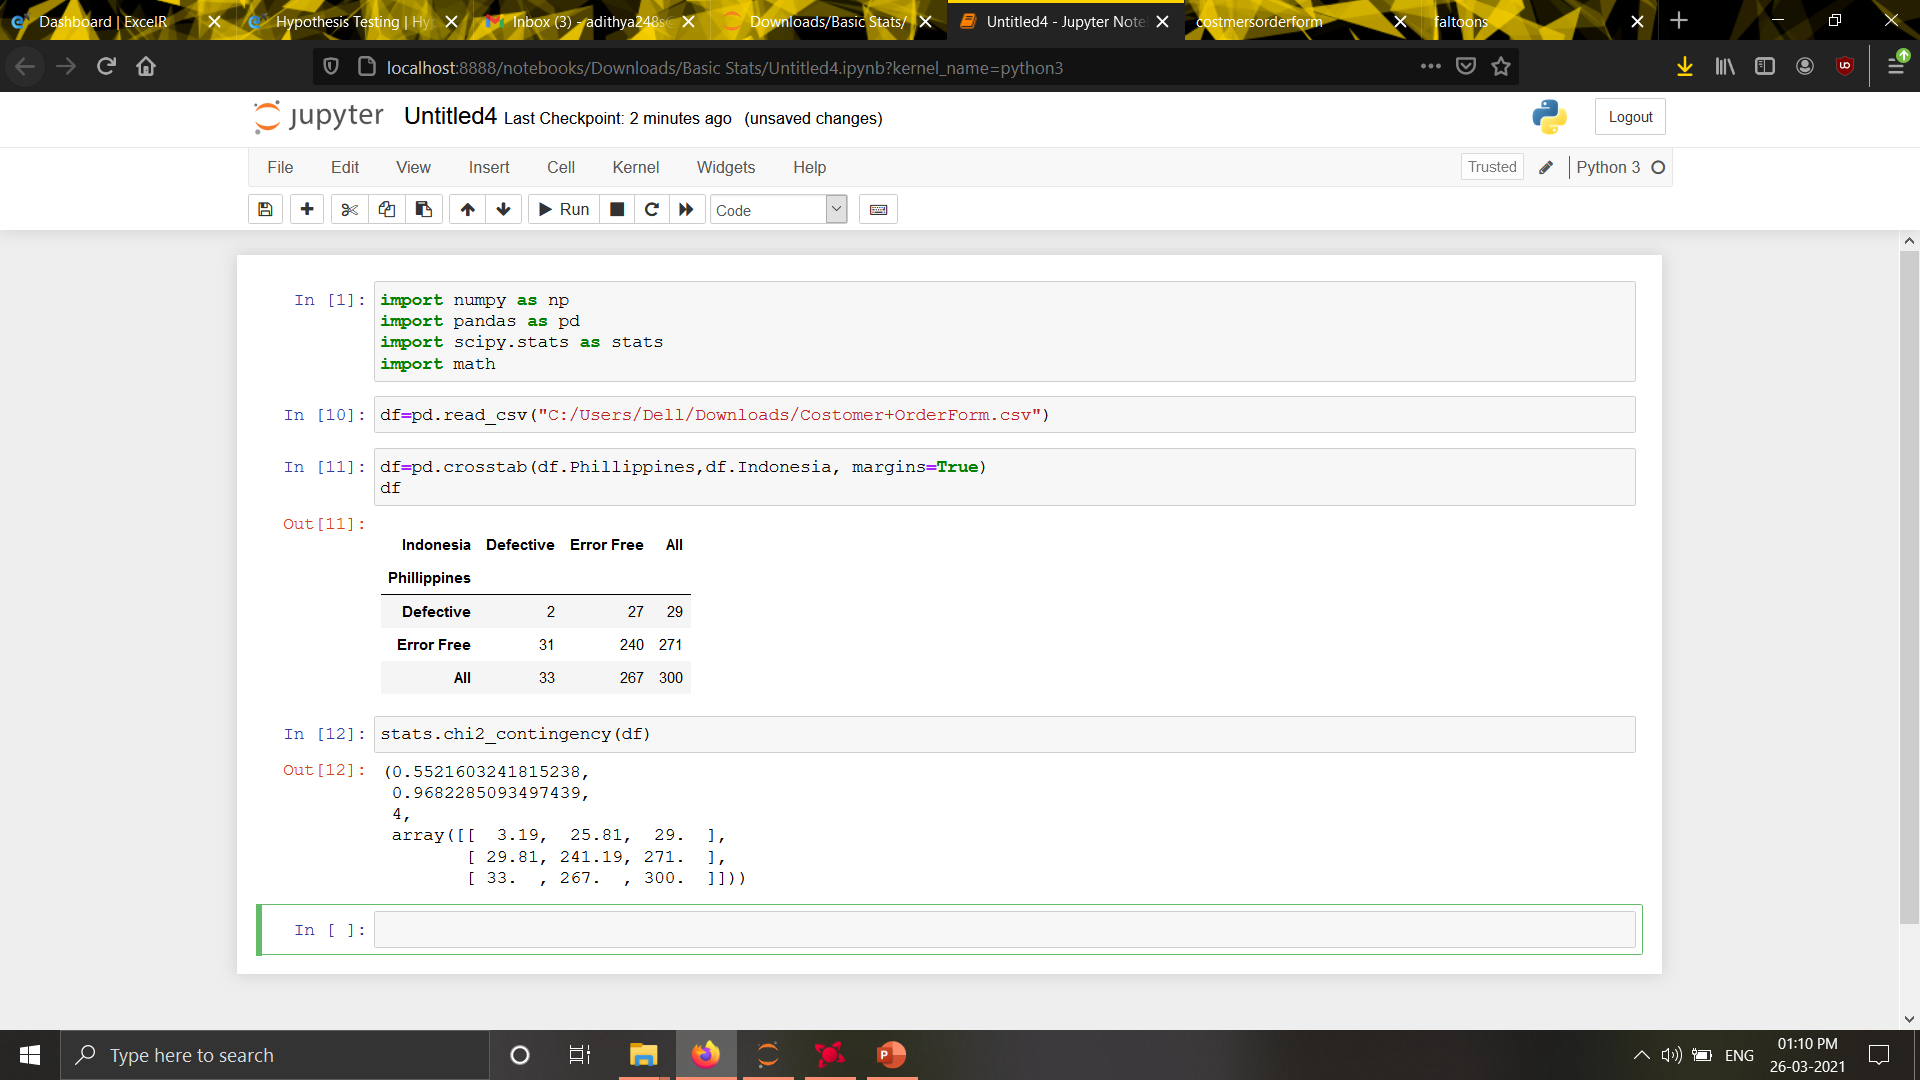 Dashboard | ExcelR
Hypothesis Testing | Hy
Inbox (3) - adithya248s
Downloads/Basic Stats/
Untitled4 - Jupyter Note
costmersorderform
faltoons
localhost:8888/notebooks/Downloads/Basic Stats/Untitled4.ipynb?kernel_name=python3
jupyter Untitled4 Last Checkpoint: 2 minutes ago (unsaved changes)
Logout
File Edit View Insert Cell Kernel Widgets Help
Trusted Python 3
Run Code
In [1]: import numpy as np
import pandas as pd
import scipy.stats as stats
import math
In [10]: df=pd.read_csv("C:/Users/Dell/Downloads/Costomer+OrderForm.csv")
In [11]: df=pd.crosstab(df.Phillippines,df.Indonesia, margins=True)
df
Out[11]:
Indonesia Defective Error Free All
Phillippines
Defective 2 27 29
Error Free 31 240 271
All 33 267 300
In [12]: stats.chi2_contingency(df)
Out[12]: (0.5521603241815238,
0.9682285093497439,
4,
array([[ 3.19, 25.81, 29. ],
[ 29.81, 241.19, 271. ],
[ 33. , 267. , 300. ]]))
In [ ]:
Type here to search
ENG
01:10 PM
26-03-2021